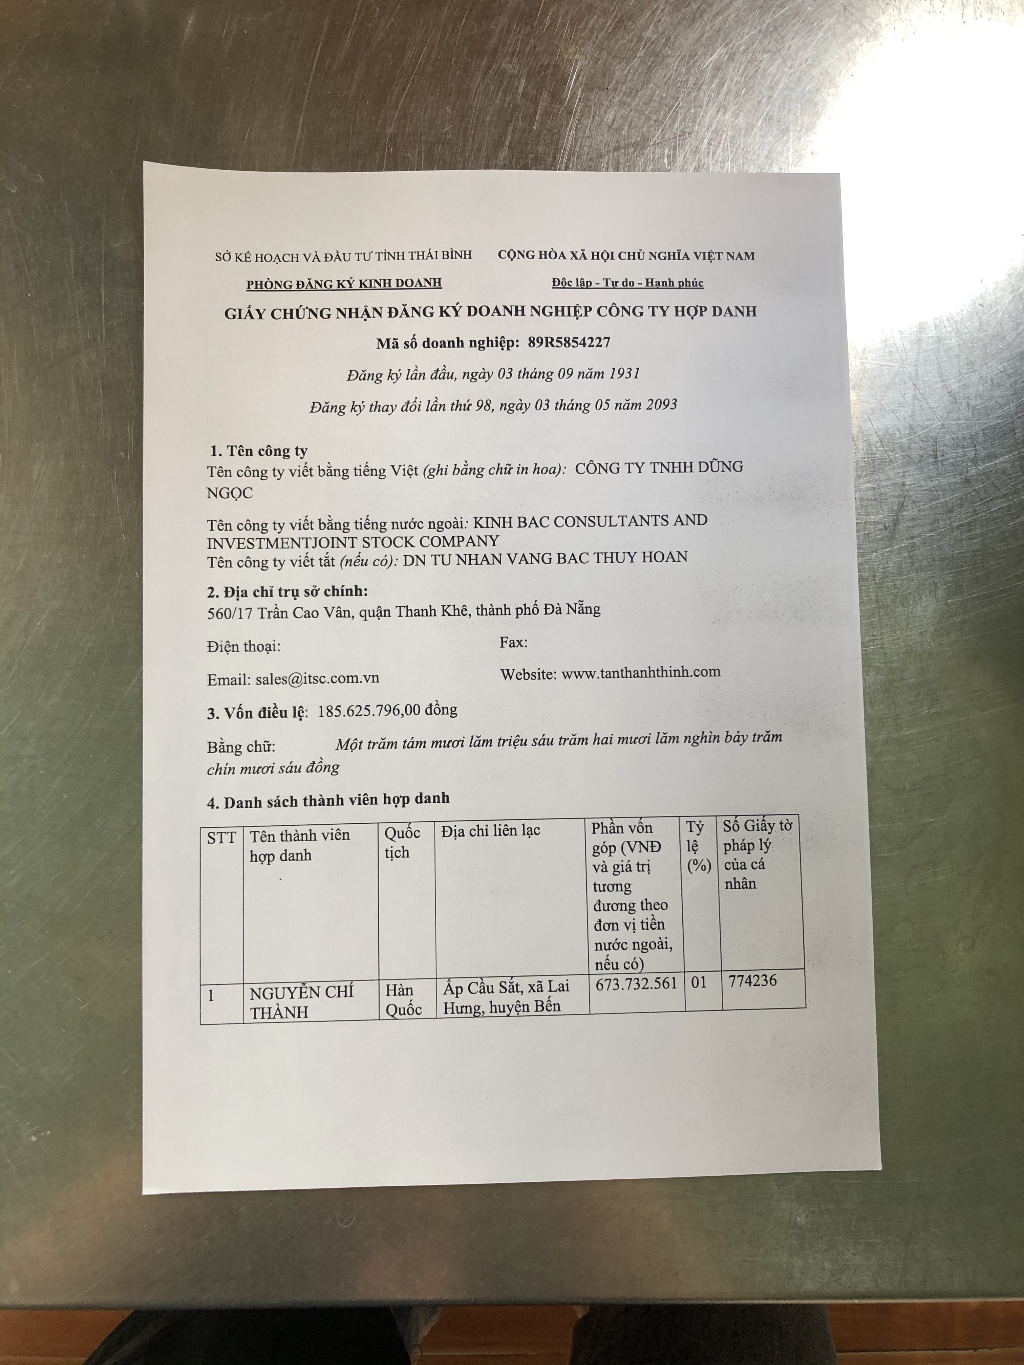 SỞ KẾ HOẠCH VÀ ĐẦU TƯ TỈNH THÁI BÌNH
PHÒNG ĐĂNG KÝ KINH DOANH
CỘNG HÒA XÃ HỘI CHỦ NGHĨA VIỆT NAM
Độc lập - Tự do - Hạnh phúc
GIẤY CHỨNG NHẬN ĐĂNG KÝ DOANH NGHIỆP CÔNG TY HỢP DANH
Mã số doanh nghiệp: 89R5854227
Đăng ký lần đầu, ngày 03 tháng 09 năm 1931
Đăng ký thay đổi lần thứ 98, ngày 03 tháng 05 năm 2093
1. Tên công ty
Tên công ty viết bằng tiếng Việt (ghi bằng chữ in hoa): CÔNG TY TNHH DŨNG
NGỌC
Tên công ty viết bằng tiếng nước ngoài: KINH BAC CONSULTANTS AND
INVESTMENTJOINT STOCK COMPANY
Tên công ty viết tắt (nếu có): DN TU NHAN VANG BAC THUY HOAN
2. Địa chỉ trụ sở chính:
560/17 Trần Cao Vân, quận Thanh Khê, thành phố Đà Nẵng
Điện thoại:
Fax:
Email: sales@itsc.com.vn
Website: www.tanthanhthinh.com
3. Vốn điều lệ: 185.625.796,00 đồng
Bằng chữ: Một trăm tám mươi lăm triệu sáu trăm hai mươi lăm nghìn bảy trăm
chín mươi sáu đồng
4. Danh sách thành viên hợp danh
STT
Tên thành viên
hợp danh
Quốc
tịch
Địa chỉ liên lạc
Phần vốn
góp (VNĐ
và giá trị
tương
đương theo
đơn vị tiền
nước ngoài,
nếu có)
Tỷ
lệ
(%)
Số Giấy tờ
pháp lý
của cá
nhân
1
NGUYỄN CHÍ
THÀNH
Hàn
Quốc
Ấp Cầu Sắt, xã Lai
Hưng, huyện Bến
673.732.561
01
774236